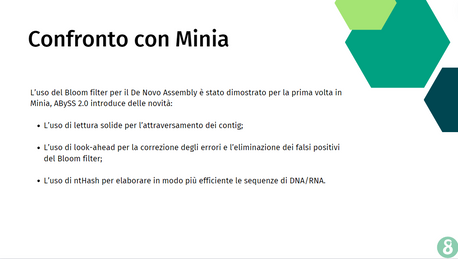 Confronto con Minia
L'uso del Bloom filter per il De Novo Assembly è stato dimostrato per la prima volta in
Minia, ABySS 2.0 introduce delle novità:
• L'uso di lettura solide per l'attraversamento dei contig;
• L'uso di look-ahead per la correzione degli errori e l'eliminazione dei falsi positivi
del Bloom filter;
• L'uso di ntHash per elaborare in modo più efficiente le sequenze di DNA/RNA.
8